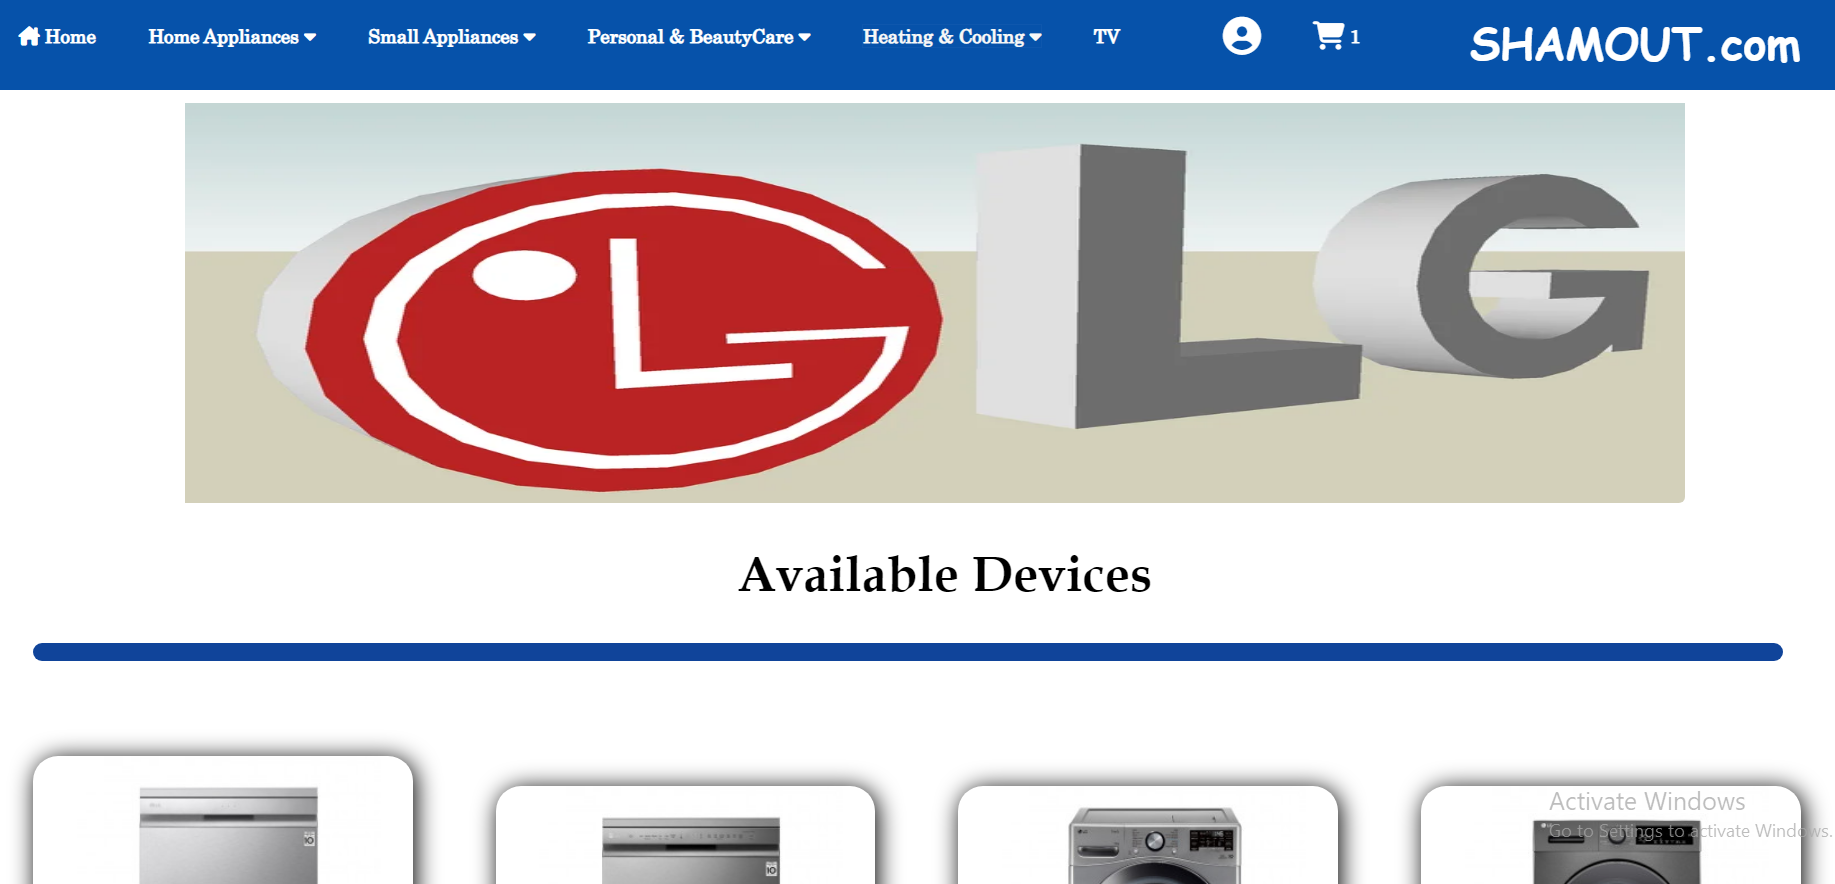 Home Home Appliances Small Appliances Personal & BeautyCare Heating & Cooling TV 1 SHAMOUT.com
LG
LG
Available Devices
Activate Windows
Go to Settings to activate Windows.